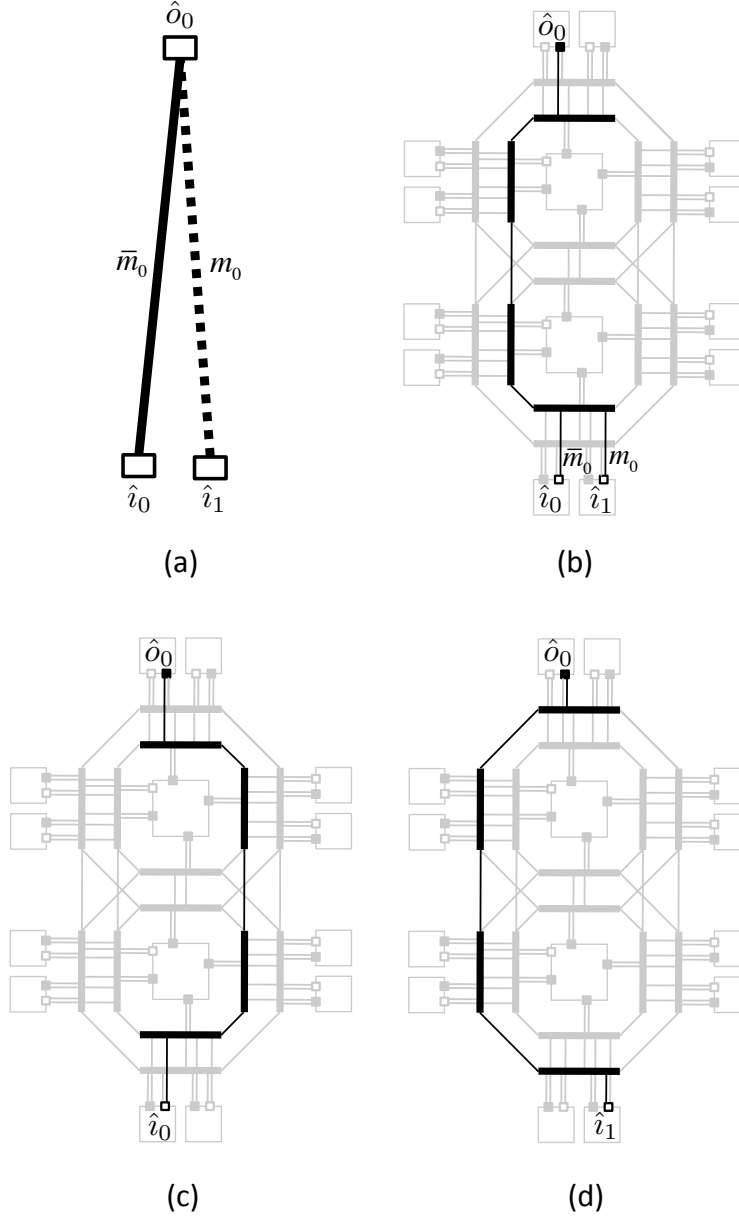 ô₀
m̅₀ m₀
î₀ î₁
(a)
ô₀
m̅₀ m₀
î₀ î₁
(b)
ô₀
î₀
(c)
ô₀
î₁
(d)